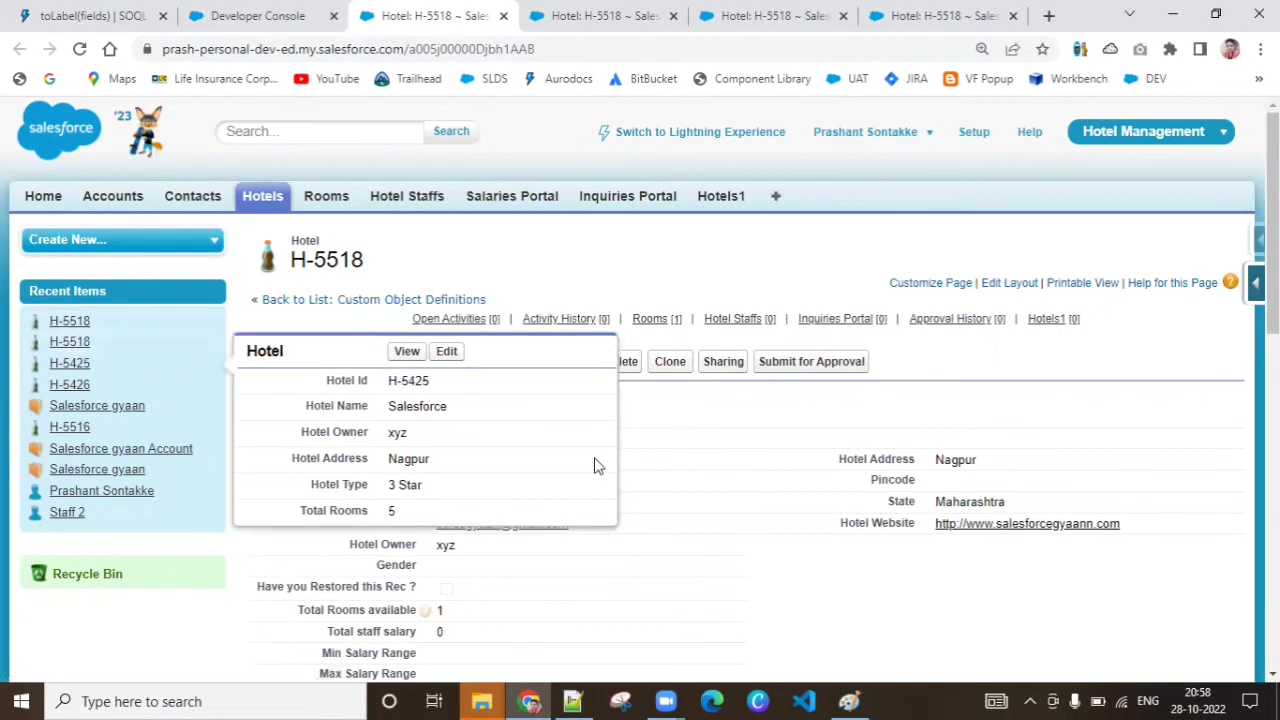 toLabel(fields) | SOQL
Developer Console
Hotel: H-5518 ~ Sales
Hotel: H-5518 ~ Sales
Hotel: H-5518 ~ Sales
Hotel: H-5518 ~ Sales
prash-personal-dev-ed.my.salesforce.com/a005j00000Djbh1AAB
Maps
Life Insurance Corp...
YouTube
Trailhead
SLDS
Aurodocs
BitBucket
Component Library
UAT
JIRA
VF Popup
Workbench
DEV
»
salesforce
'23
Search...
Search
Switch to Lightning Experience
Prashant Sontakke
Setup
Help
Hotel Management
Home
Accounts
Contacts
Hotels
Rooms
Hotel Staffs
Salaries Portal
Inquiries Portal
Hotels1
Create New...
Hotel
H-5518
Customize Page | Edit Layout | Printable View | Help for this Page
Recent Items
« Back to List: Custom Object Definitions
H-5518
H-5518
H-5425
H-5426
Salesforce gyaan
H-5516
Salesforce gyaan Account
Salesforce gyaan
Prashant Sontakke
Staff 2
Recycle Bin
Open Activities [0] | Activity History [0] | Rooms [1] | Hotel Staffs [0] | Inquiries Portal [0] | Approval History [0] | Hotels1 [0]
Hotel View Edit
lete Clone Sharing Submit for Approval
Hotel Id H-5425
Hotel Name Salesforce
Hotel Owner xyz
Hotel Address Nagpur
Hotel Type 3 Star
Total Rooms 5
Hotel Address Nagpur
Pincode
State Maharashtra
Hotel Website http://www.salesforcegyaann.com
Hotel Owner xyz
Gender
Have you Restored this Rec ?
Total Rooms available 1
Total staff salary 0
Min Salary Range
Max Salary Range
Type here to search
ENG
20:58
28-10-2022